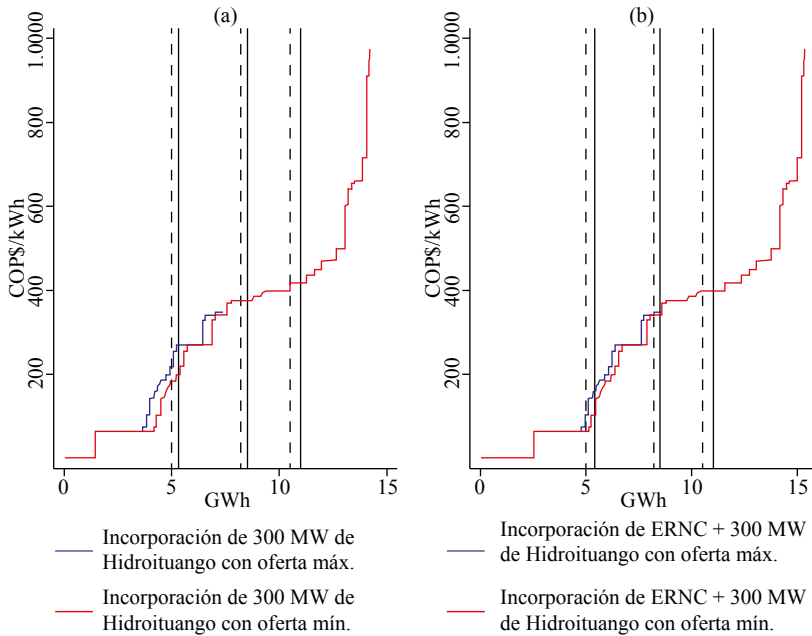 (a)
(b)
COP$/kWh
1.0000
800
600
400
200
0
5
10
15
GWh
COP$/kWh
1.0000
800
600
400
200
0
5
10
15
GWh
Incorporación de 300 MW de
Hidroituango con oferta máx.
Incorporación de 300 MW de
Hidroituango con oferta mín.
Incorporación de ERNC + 300 MW
de Hidroituango con oferta máx.
Incorporación de ERNC + 300 MW
de Hidroituango con oferta mín.